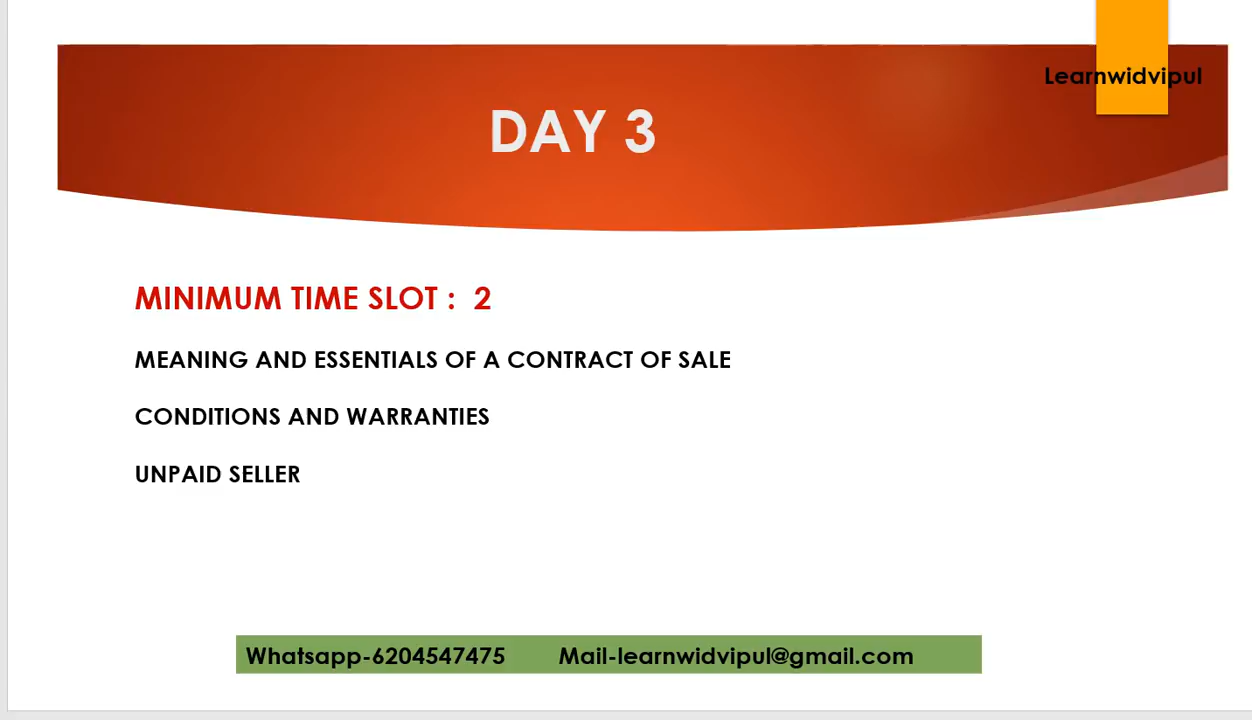 Learnwidvipul
DAY 3
MINIMUM TIME SLOT : 2
MEANING AND ESSENTIALS OF A CONTRACT OF SALE
CONDITIONS AND WARRANTIES
UNPAID SELLER
Whatsapp-6204547475 Mail-learnwidvipul@gmail.com